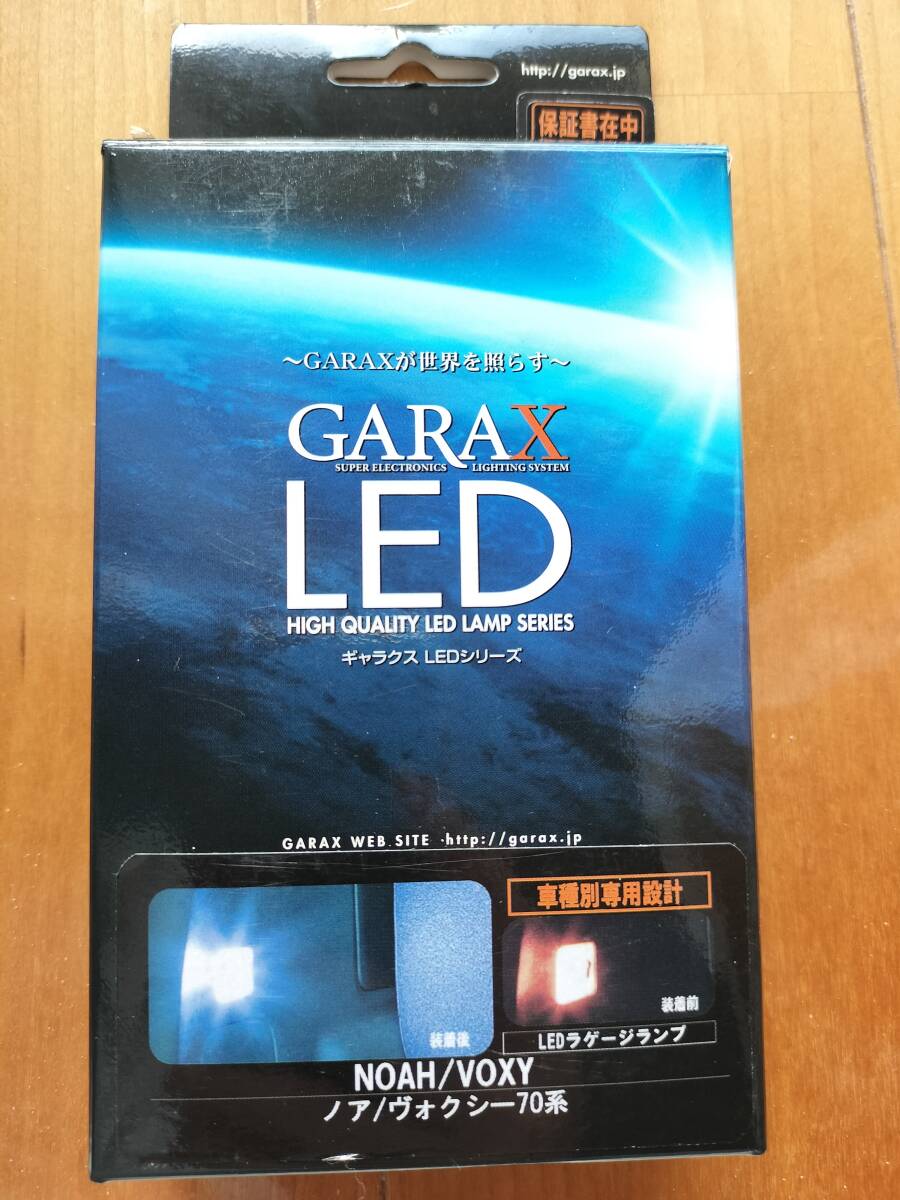 http://garax.jp
保証書在中
～GARAXが世界を照らす～
GARAX
SUPER ELECTRONICS LIGHTING SYSTEM
LED
HIGH QUALITY LED LAMP SERIES
ギャラクス LEDシリーズ
GARAX WEB SITE ·http://garax.jp
車種別専用設計
装着前
装着後
LEDラゲージランプ
NOAH/VOXY
ノア/ヴォクシー70系